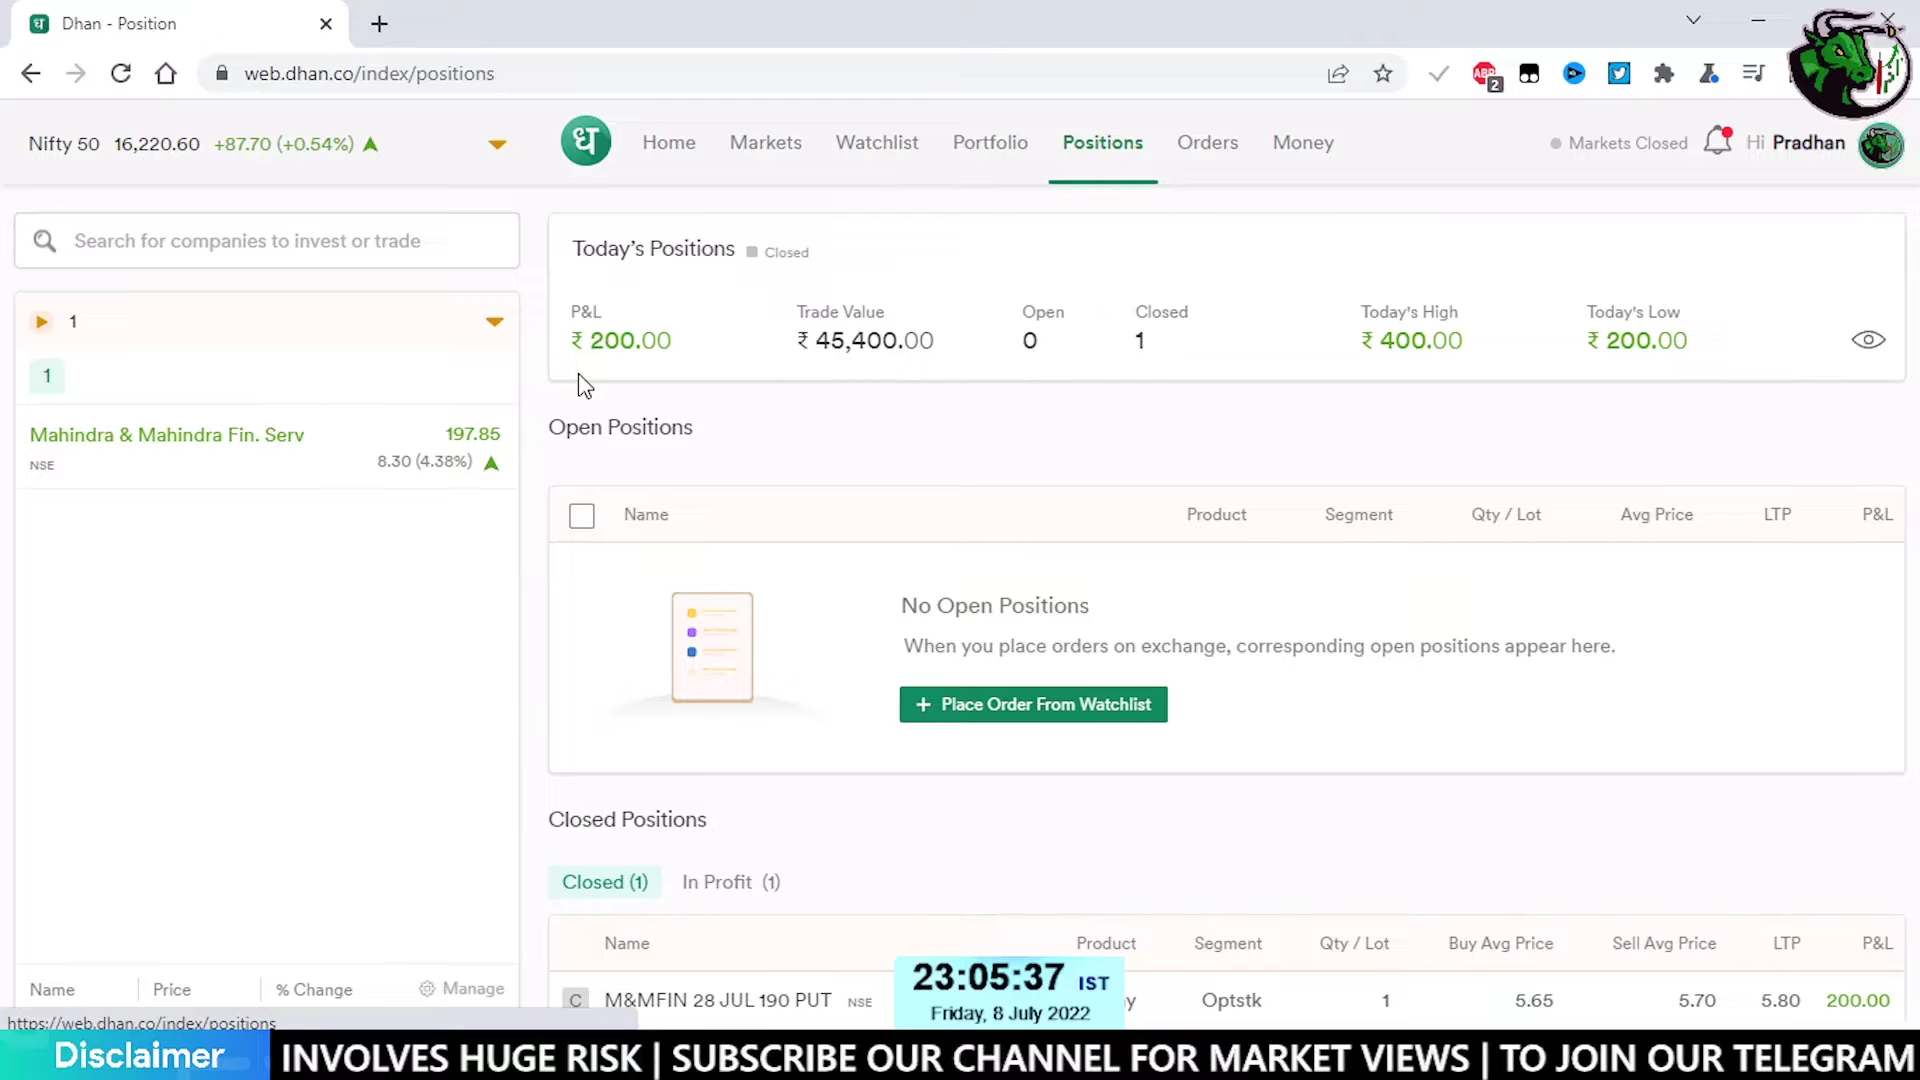 Dhan - Position
web.dhan.co/index/positions
ABP
2
Nifty 50 16,220.60 +87.70 (+0.54%)
ध
Home Markets Watchlist Portfolio Positions Orders Money
Markets Closed
Hi Pradhan
Search for companies to invest or trade
1
1
Mahindra & Mahindra Fin. Serv 197.85
NSE 8.30 (4.38%)
Name Price % Change Manage
https://web.dhan.co/index/positions
Today's Positions Closed
P&L Trade Value Open Closed Today's High Today's Low
₹ 200.00 ₹ 45,400.00 0 1 ₹ 400.00 ₹ 200.00
Open Positions
Name Product Segment Qty / Lot Avg Price LTP P&L
No Open Positions
When you place orders on exchange, corresponding open positions appear here.
+ Place Order From Watchlist
Closed Positions
Closed (1) In Profit (1)
Name Product Segment Qty / Lot Buy Avg Price Sell Avg Price LTP P&L
C M&MFIN 28 JUL 190 PUT NSE Optstk 1 5.65 5.70 5.80 200.00
23:05:37 IST
Friday, 8 July 2022
Disclaimer INVOLVES HUGE RISK | SUBSCRIBE OUR CHANNEL FOR MARKET VIEWS | TO JOIN OUR TELEGRAM